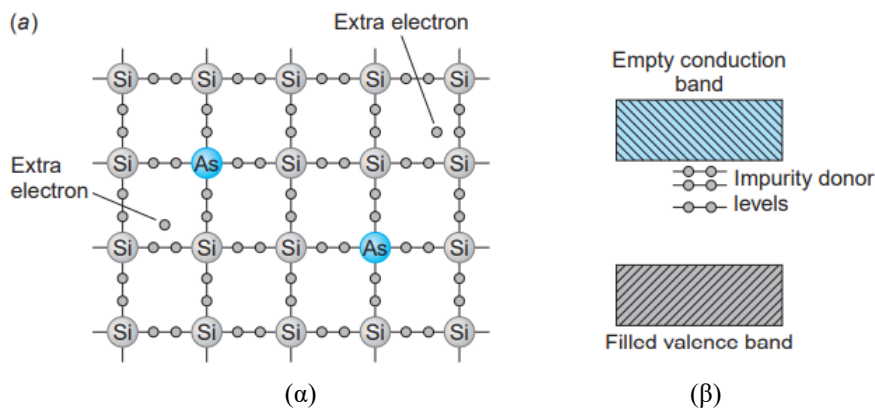 (a)
Extra electron
Si Si Si Si Si
Si As Si Si Si
Extra
electron
Si Si Si As Si
Si Si Si Si Si
Empty conduction
band
Impurity donor
levels
Filled valence band
(α)
(β)